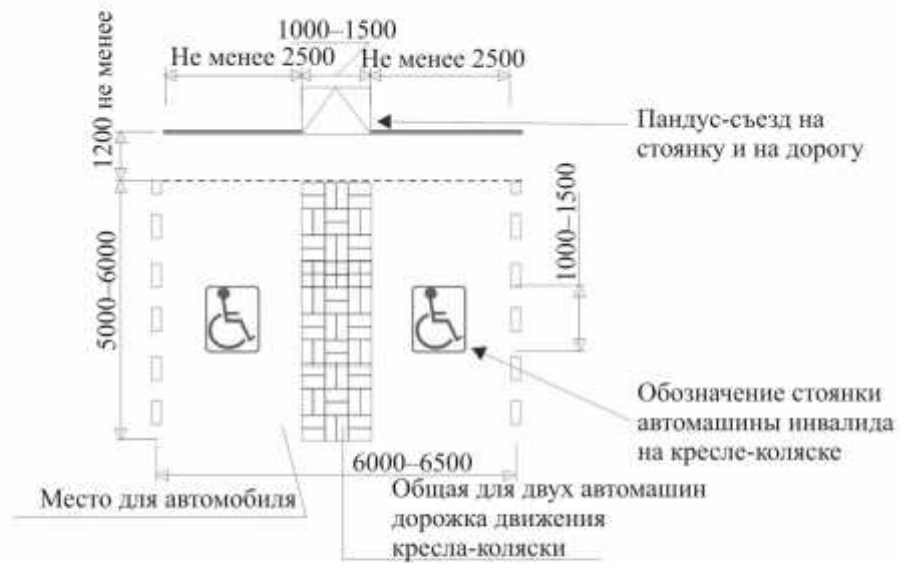 1000–1500
Не менее 2500
Не менее 2500
1200 не менее
Пандус-съезд на
стоянку и на дорогу
1000–1500
5000–6000
Обозначение стоянки
автомашины инвалида
на кресле-коляске
6000–6500
Место для автомобиля
Общая для двух автомашин
дорожка движения
кресла-коляски